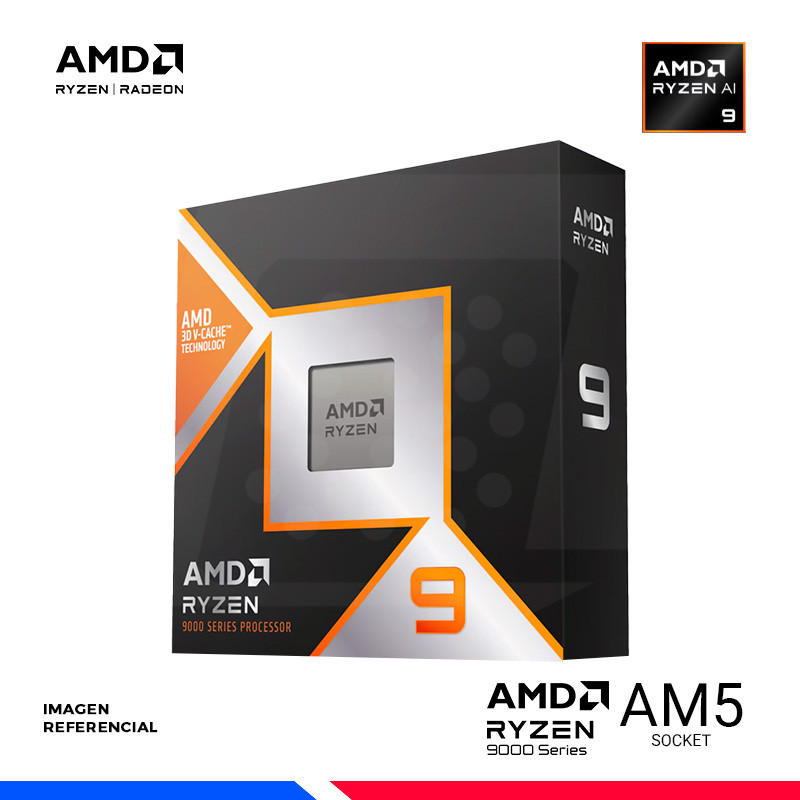 AMD
RYZEN | RADEON
AMD
RYZEN AI
9
AMD
RYZEN
9
AMD
3D V-CACHE™
TECHNOLOGY
AMD
RYZEN
AMD
RYZEN
9000 SERIES PROCESSOR
9
IMAGEN
REFERENCIAL
AMD
RYZEN
9000 Series
AM5
SOCKET